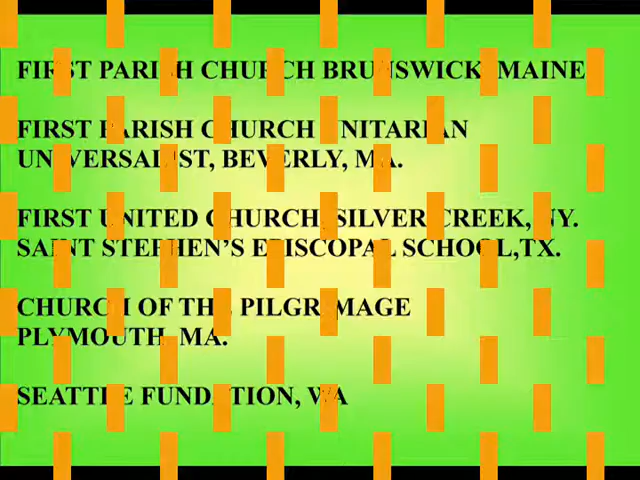 FIRST PARISH CHURCH BRUNSWICK, MAINE
FIRST PARISH CHURCH UNITARIAN
UNIVERSALIST, BEVERLY, MA.
FIRST UNITED CHURCH, SILVER CREEK, NY.
SAINT STEPHEN’S EPISCOPAL SCHOOL,TX.
CHURCH OF THE PILGRIMAGE
PLYMOUTH, MA.
SEATTLE FUNDATION, WA